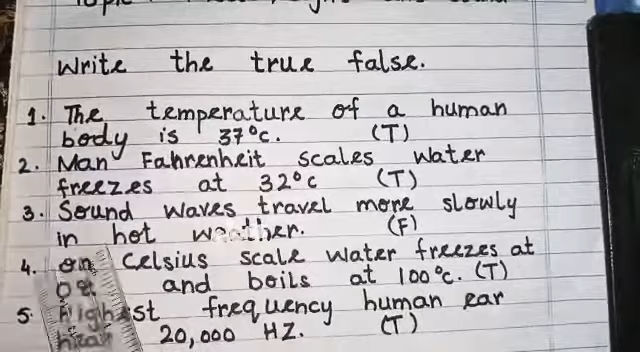 Write the true false.
1. The temperature of a human
body is 37°C. (T)
2. Man Fahrenheit scales water
freezes at 32°C (T)
3. Sound waves travel more slowly
in hot weather. (F)
4. on Celsius scale water freezes at
and boils at 100°C. (T)
5. Highest frequency human ear
20,000 HZ. (T)